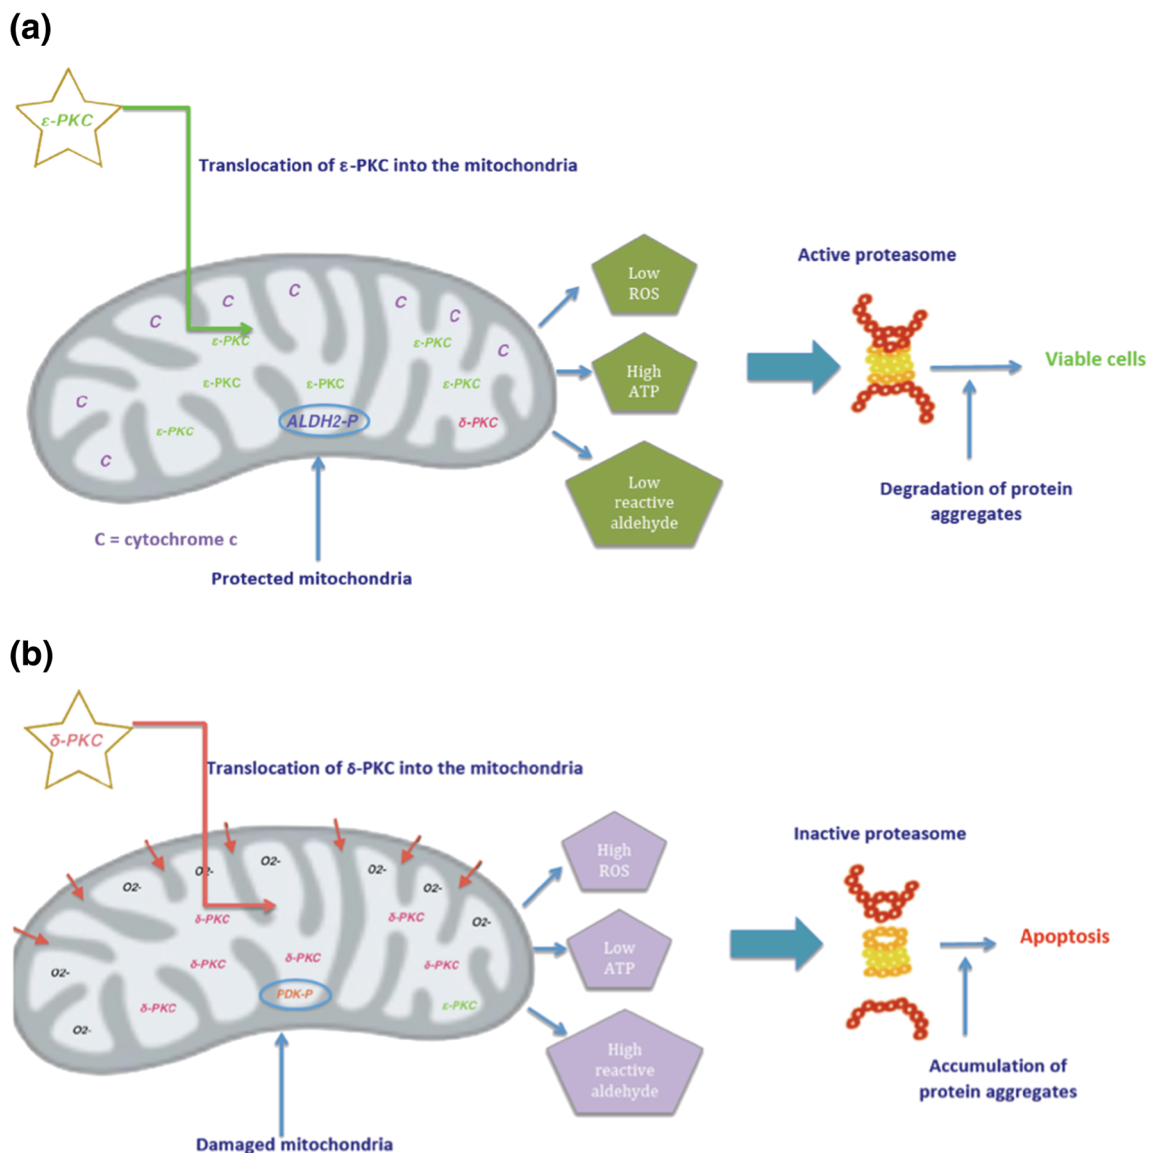 (a)
ε-PKC
Translocation of ε-PKC into the mitochondria
C
C
C
C
C
C
C
C
ε-PKC
ε-PKC
ε-PKC
ε-PKC
ε-PKC
ε-PKC
δ-PKC
ALDH2-P
C = cytochrome c
Protected mitochondria
Low
ROS
High
ATP
Low
reactive
aldehyde
Active proteasome
Viable cells
Degradation of protein
aggregates
(b)
δ-PKC
Translocation of δ-PKC into the mitochondria
O2-
O2-
O2-
O2-
O2-
O2-
O2-
O2-
δ-PKC
δ-PKC
δ-PKC
δ-PKC
δ-PKC
δ-PKC
ε-PKC
PDK-P
Damaged mitochondria
High
ROS
Low
ATP
High
reactive
aldehyde
Inactive proteasome
Apoptosis
Accumulation of
protein aggregates